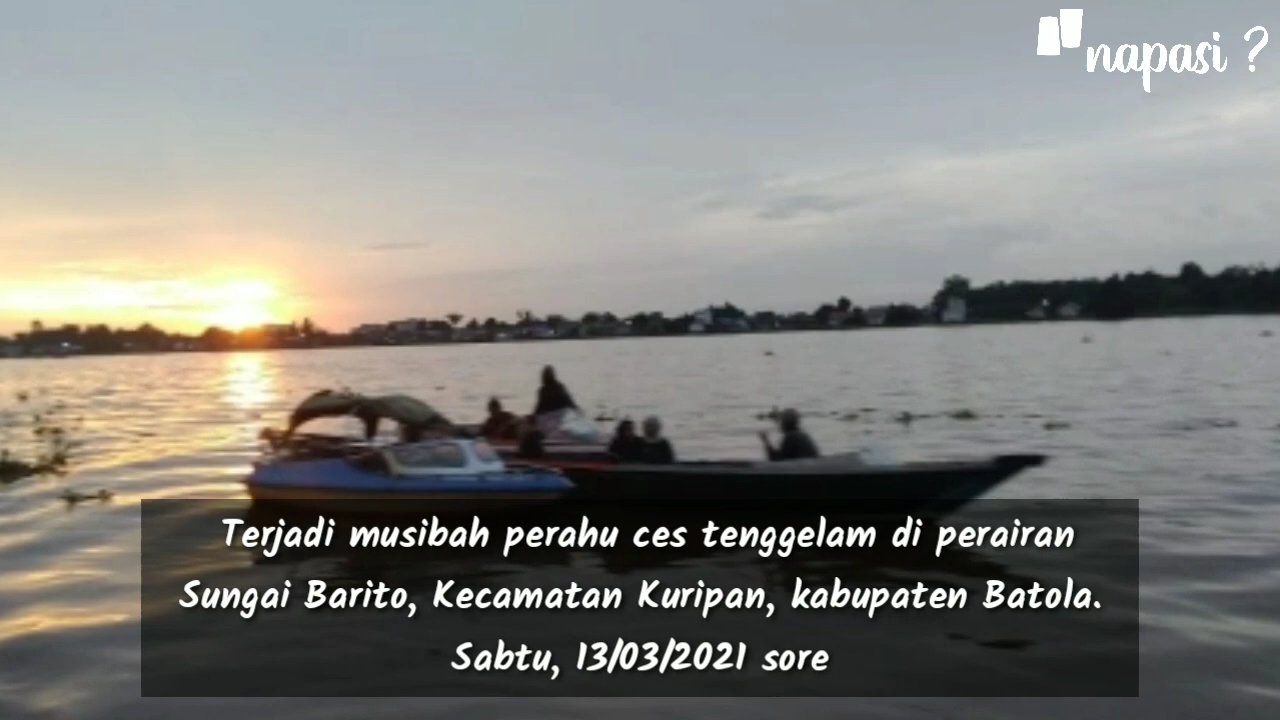 napasi ?
Terjadi musibah perahu ces tenggelam di perairan
Sungai Barito, Kecamatan Kuripan, kabupaten Batola.
Sabtu, 13/03/2021 sore